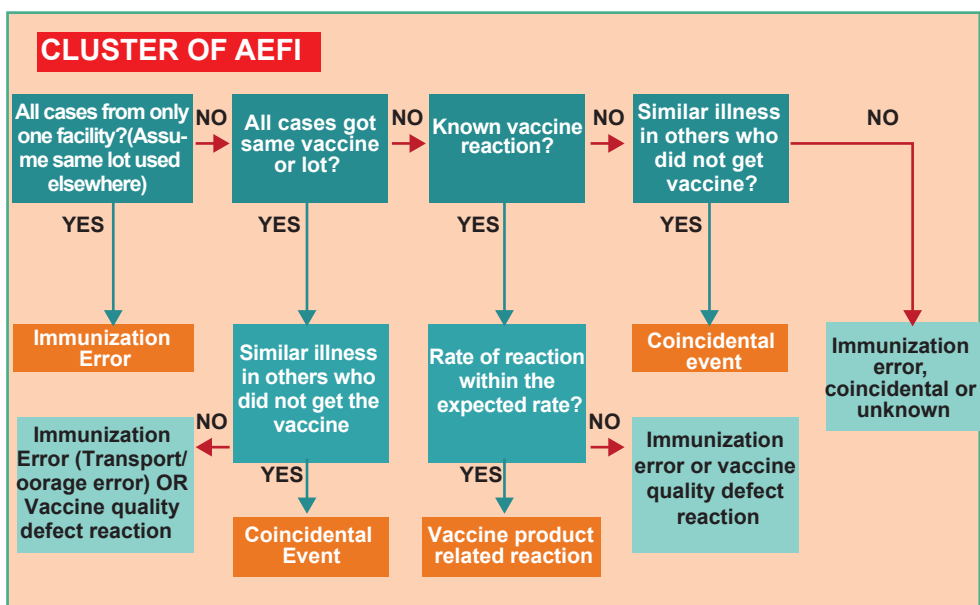 CLUSTER OF AEFI
All cases from only
one facility?(Assu-
me same lot used
elsewhere)
NO
All cases got
same vaccine
or lot?
NO
Known vaccine
reaction?
NO
Similar illness
in others who
did not get
vaccine?
NO
YES
YES
YES
YES
Immunization
Error
Similar illness
in others who
did not get the
vaccine
Rate of reaction
within the
expected rate?
Coincidental
event
Immunization
error,
coincidental or
unknown
NO
Immunization
Error (Transport/
oorage error) OR
Vaccine quality
defect reaction
YES
Coincidental
Event
YES
Vaccine product
related reaction
NO
Immunization
error or vaccine
quality defect
reaction